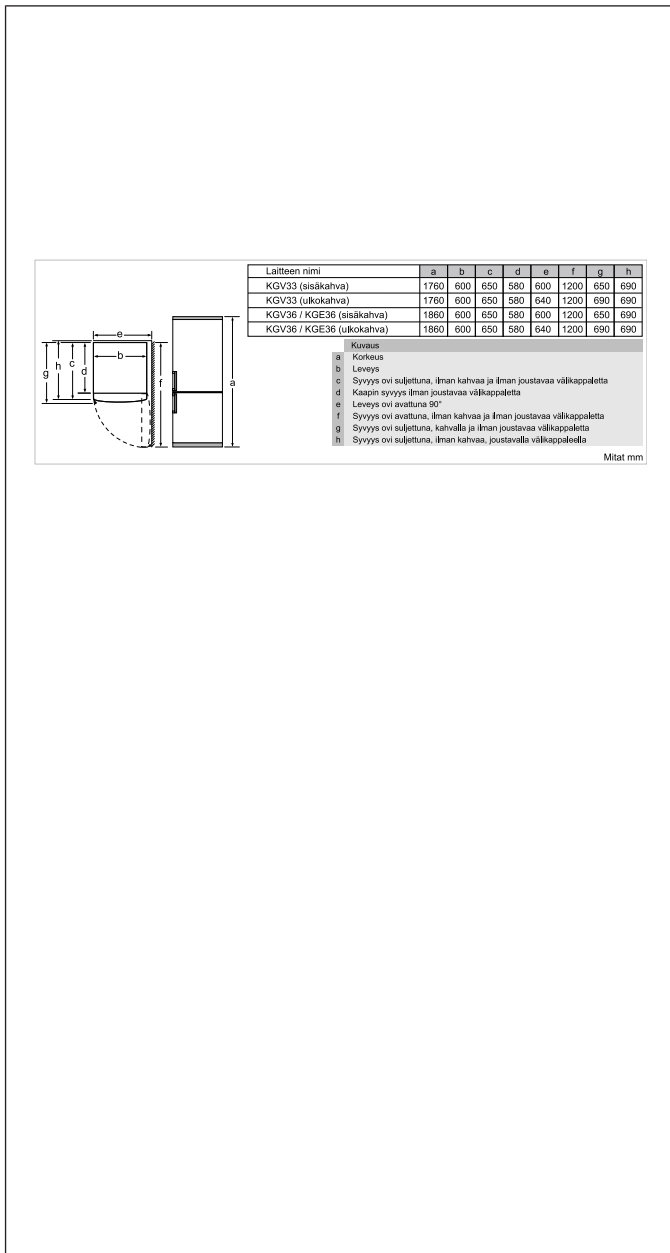 Laitteen nimi a b c d e f g h
KGV33 (sisäkahva) 1760 600 650 580 600 1200 650 690
KGV33 (ulkokahva) 1760 600 650 580 640 1200 690 690
KGV36 / KGE36 (sisäkahva) 1860 600 650 580 600 1200 650 690
KGV36 / KGE36 (ulkokahva) 1860 600 650 580 640 1200 690 690
Kuvaus
a Korkeus
b Leveys
c Syvyys ovi suljettuna, ilman kahvaa ja ilman joustavaa välikappaletta
d Kaapin syvyys ilman joustavaa välikappaletta
e Leveys ovi avattuna 90°
f Syvyys ovi avattuna, ilman kahvaa ja ilman joustavaa välikappaletta
g Syvyys ovi suljettuna, kahvalla ja ilman joustavaa välikappaletta
h Syvyys ovi suljettuna, ilman kahvaa, joustavalla välikappaleella
Mitat mm
e
b
g h c d f a